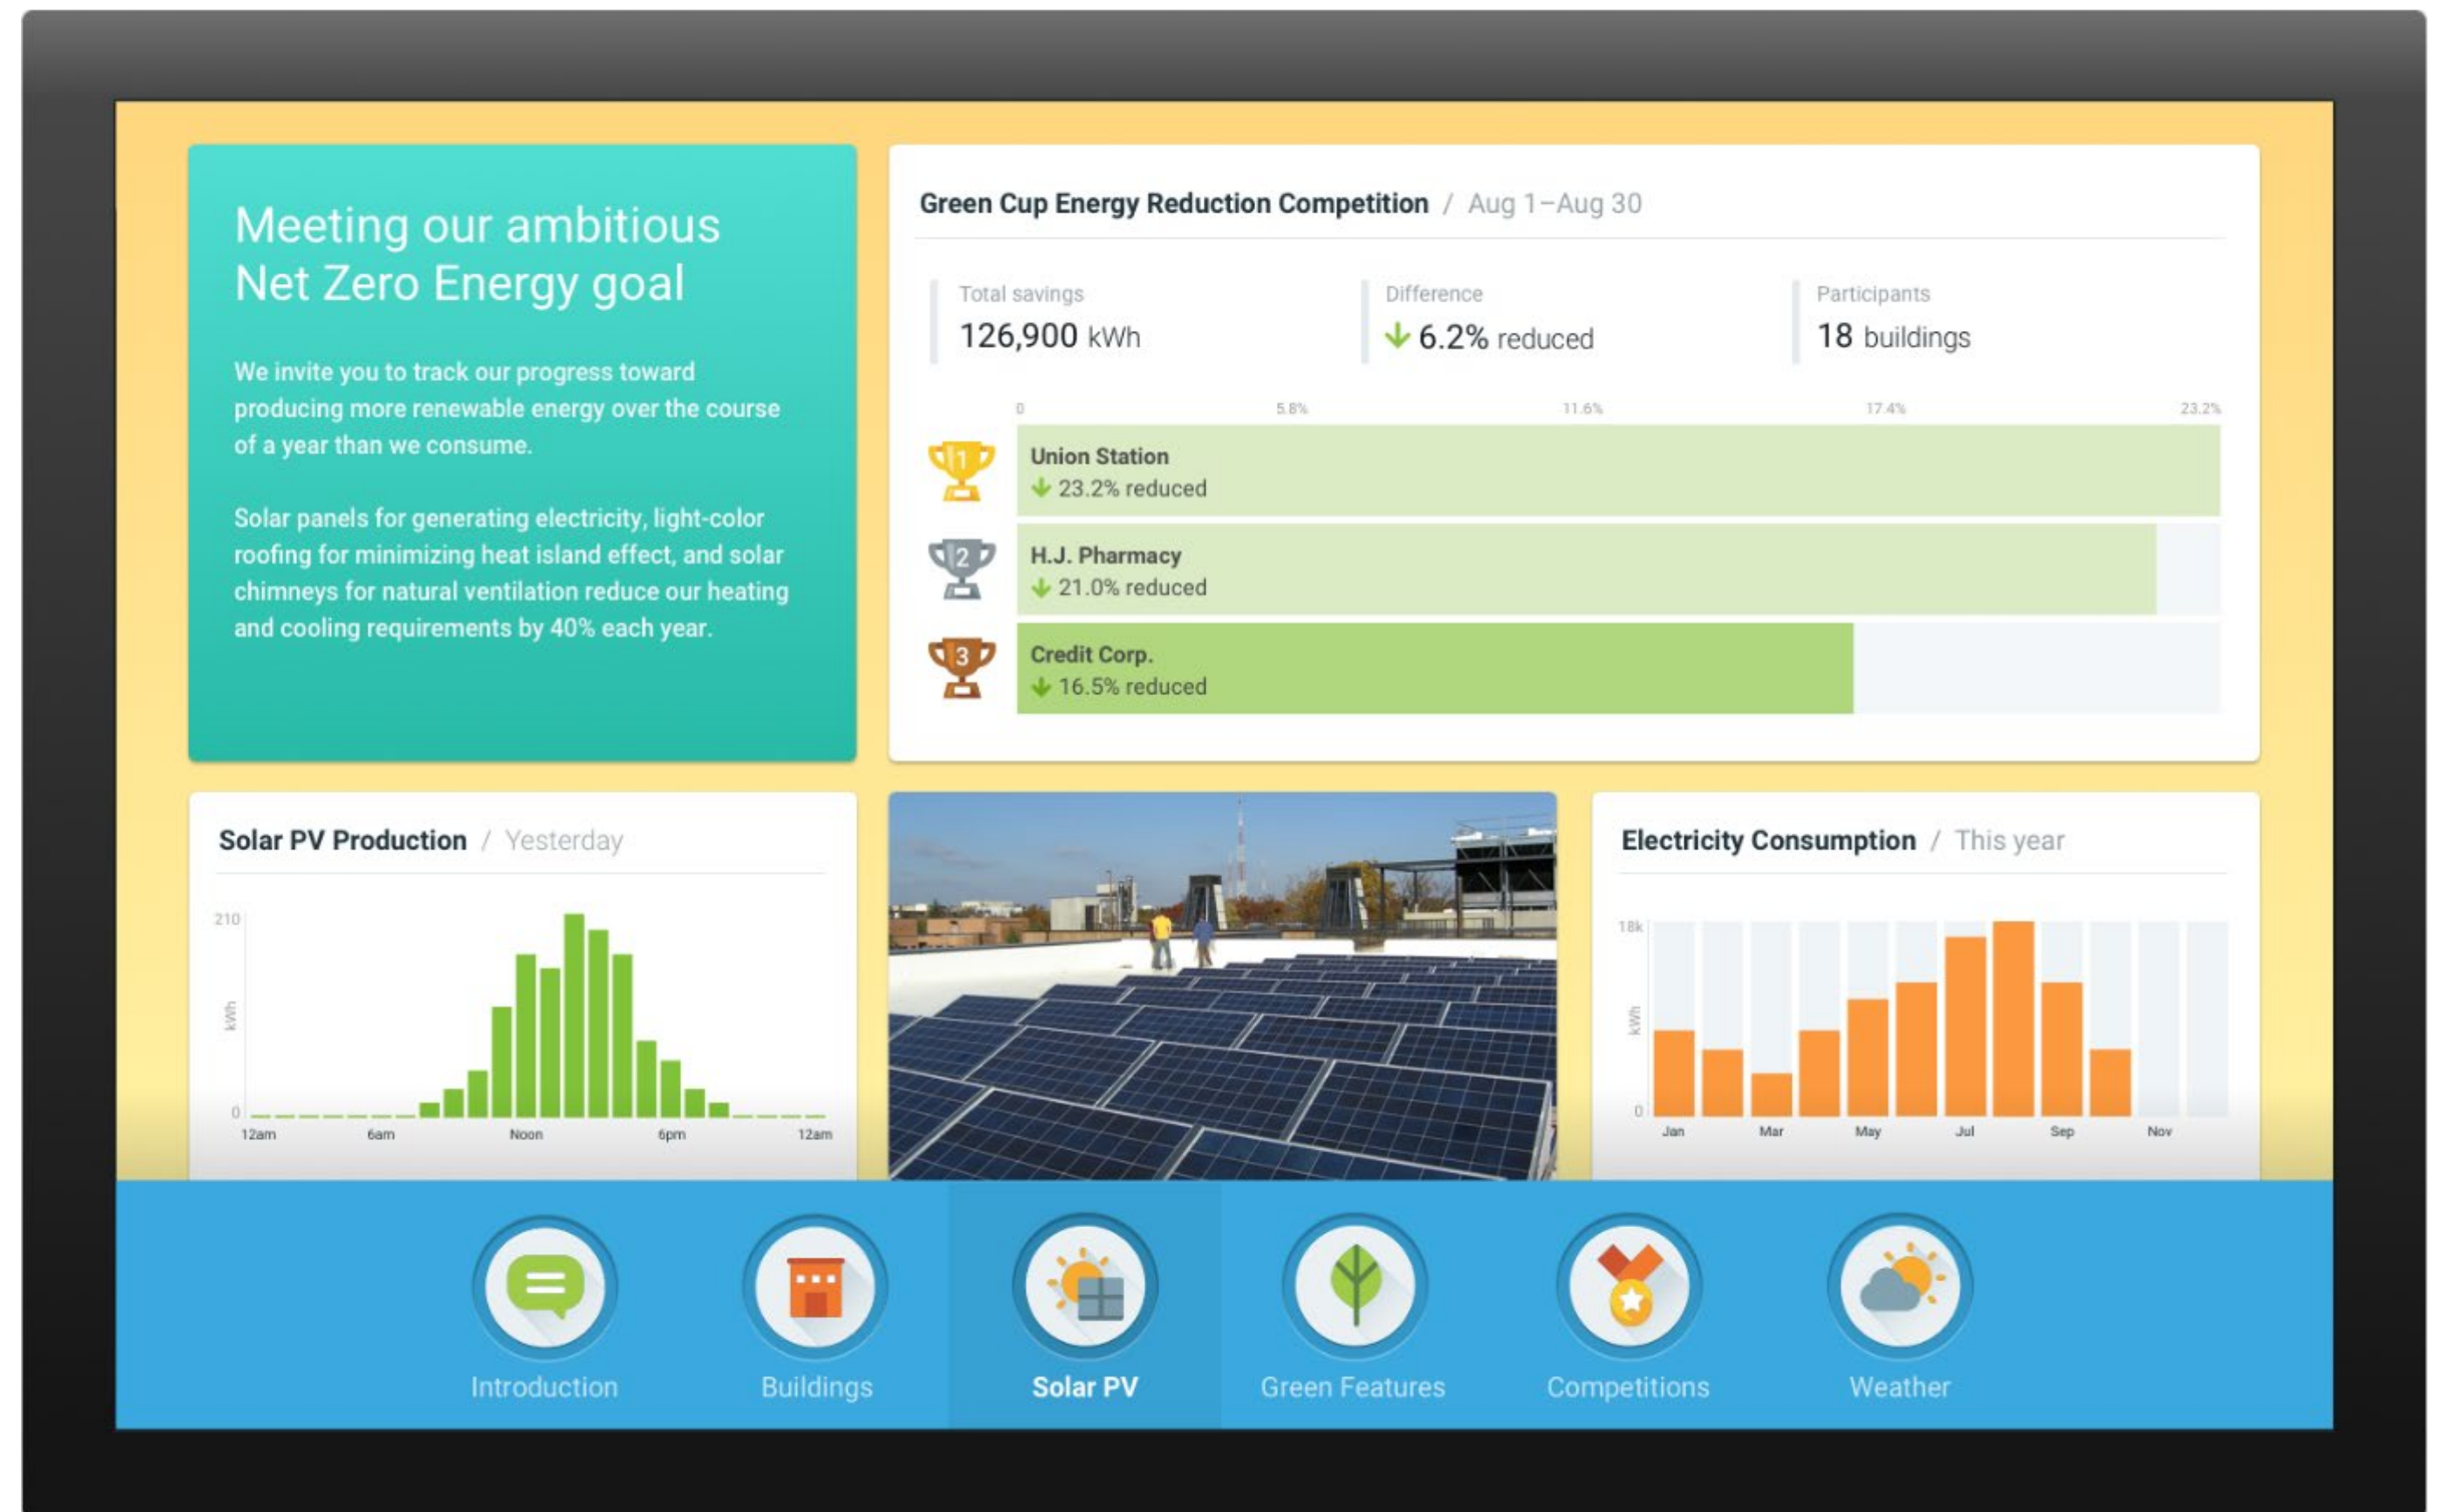 Meeting our ambitious
Net Zero Energy goal
We invite you to track our progress toward
producing more renewable energy over the course
of a year than we consume.
Solar panels for generating electricity, light-color
roofing for minimizing heat island effect, and solar
chimneys for natural ventilation reduce our heating
and cooling requirements by 40% each year.
Green Cup Energy Reduction Competition / Aug 1–Aug 30
Total savings
126,900 kWh
Difference
6.2% reduced
Participants
18 buildings
0 5.8% 11.6% 17.4% 23.2%
1
Union Station
23.2% reduced
2
H.J. Pharmacy
21.0% reduced
3
Credit Corp.
16.5% reduced
Solar PV Production / Yesterday
210
kWh
0
12am 6am Noon 6pm 12am
Electricity Consumption / This year
18k
kWh
0
Jan Mar May Jul Sep Nov
Introduction Buildings Solar PV Green Features Competitions Weather